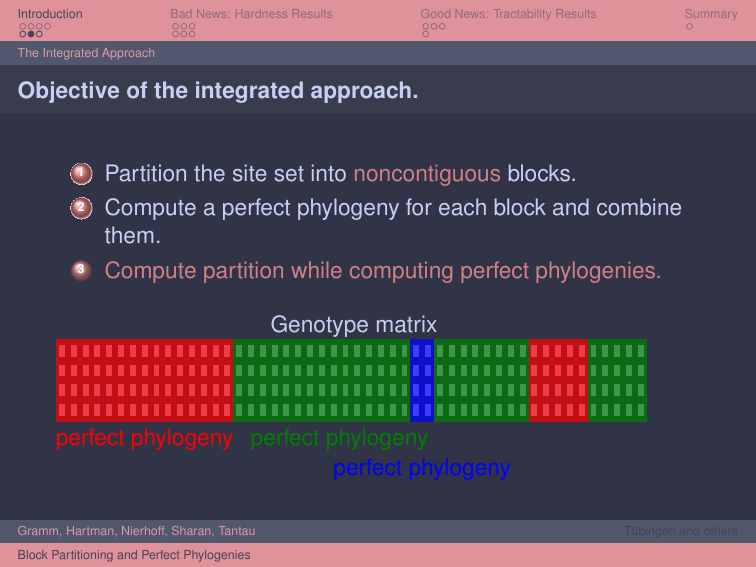 Introduction Bad News: Hardness Results Good News: Tractability Results Summary
The Integrated Approach
Objective of the integrated approach.
1 Partition the site set into noncontiguous blocks.
2 Compute a perfect phylogeny for each block and combine
them.
3 Compute partition while computing perfect phylogenies.
Genotype matrix
perfect phylogeny perfect phylogeny
perfect phylogeny
Gramm, Hartman, Nierhoff, Sharan, Tantau Tübingen and others
Block Partitioning and Perfect Phylogenies